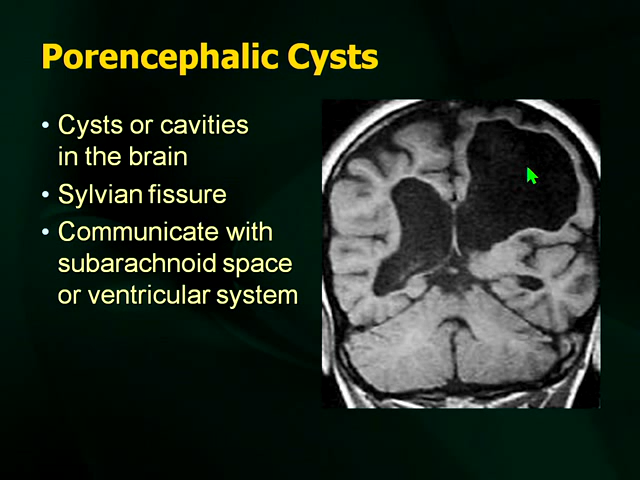 Porencephalic Cysts
• Cysts or cavities
in the brain
• Sylvian fissure
• Communicate with
subarachnoid space
or ventricular system